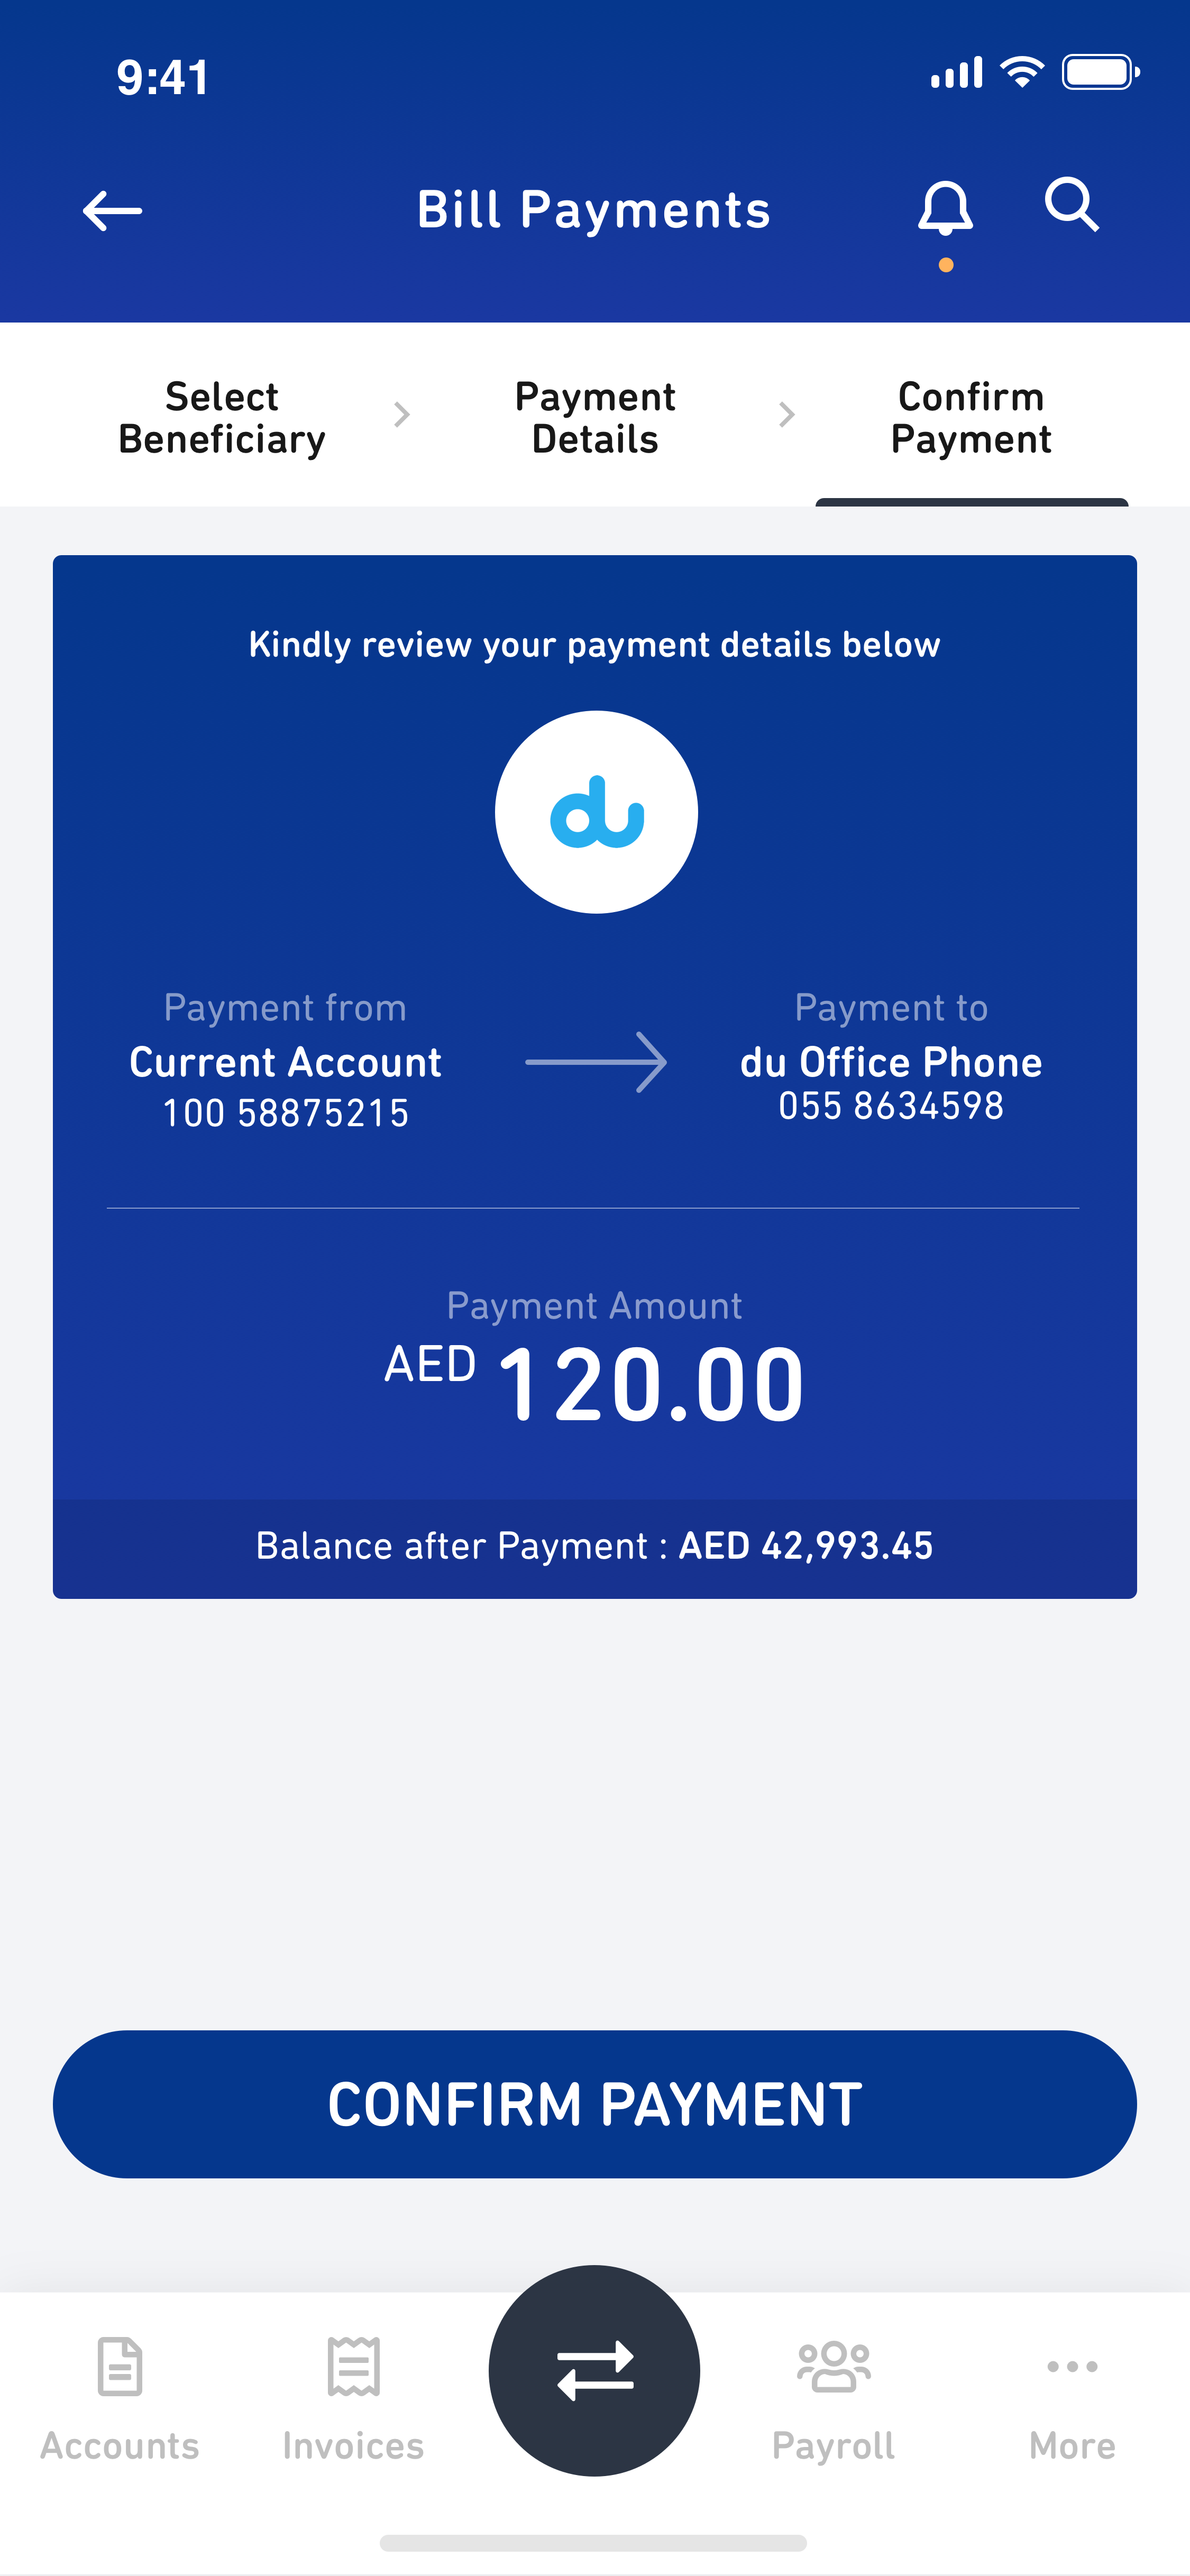 9:41
Bill Payments
Select
Beneficiary
Payment
Details
Confirm
Payment
Kindly review your payment details below
du
Payment from
Current Account
100 58875215
Payment to
du Office Phone
055 8634598
Payment Amount
AED 120.00
Balance after Payment : AED 42,993.45
CONFIRM PAYMENT
Accounts
Invoices
Payroll
More